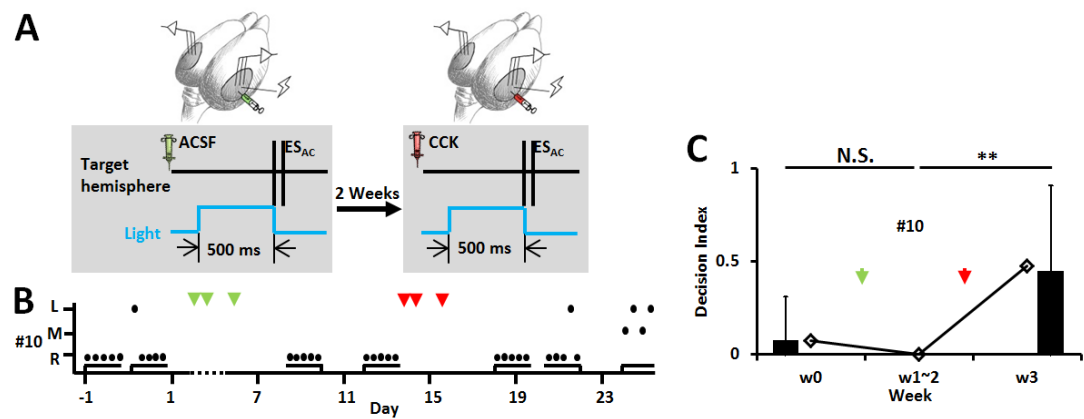 A
ACSF
ES_AC
Target
hemisphere
Light
500 ms
2 Weeks
CCK
ES_AC
500 ms
B
#10
L
M
R
-1 1 7 11 15 19 23
Day
C
N.S. **
1
0.5
0
Decision Index
#10
w0 w1~2 w3
Week